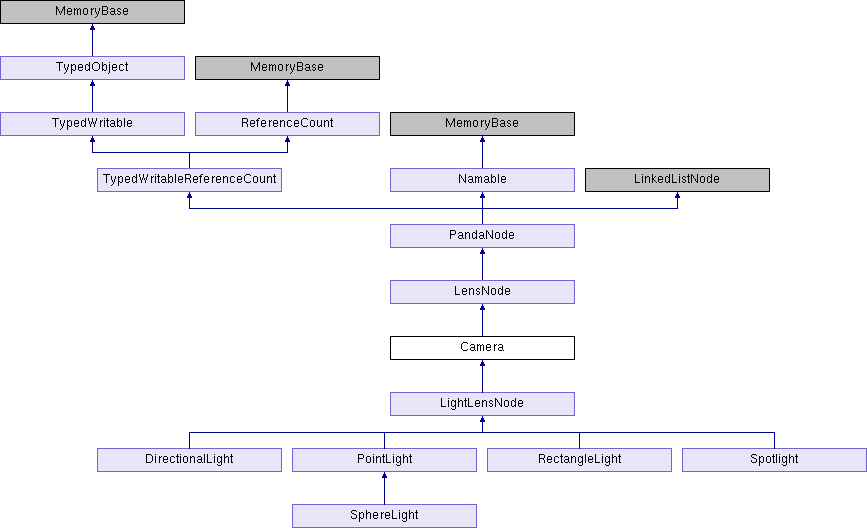 MemoryBase
TypedObject
MemoryBase
TypedWritable
ReferenceCount
MemoryBase
TypedWritableReferenceCount
Namable
LinkedListNode
PandaNode
LensNode
Camera
LightLensNode
DirectionalLight
PointLight
RectangleLight
Spotlight
SphereLight